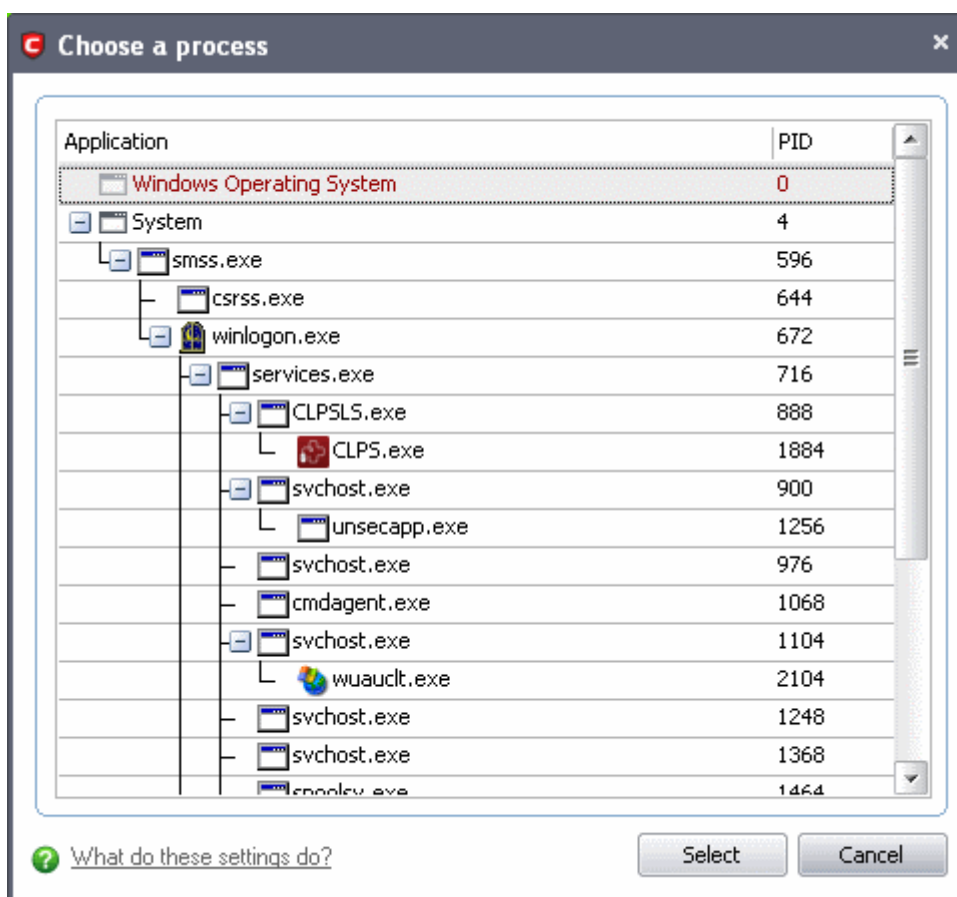 Choose a process
Application PID
Windows Operating System 0
System 4
smss.exe 596
csrss.exe 644
winlogon.exe 672
services.exe 716
CLPSLS.exe 888
CLPS.exe 1884
svchost.exe 900
unsecapp.exe 1256
svchost.exe 976
cmdagent.exe 1068
svchost.exe 1104
wuauclt.exe 2104
svchost.exe 1248
svchost.exe 1368
spoolsv.exe 1464
What do these settings do?
Select Cancel